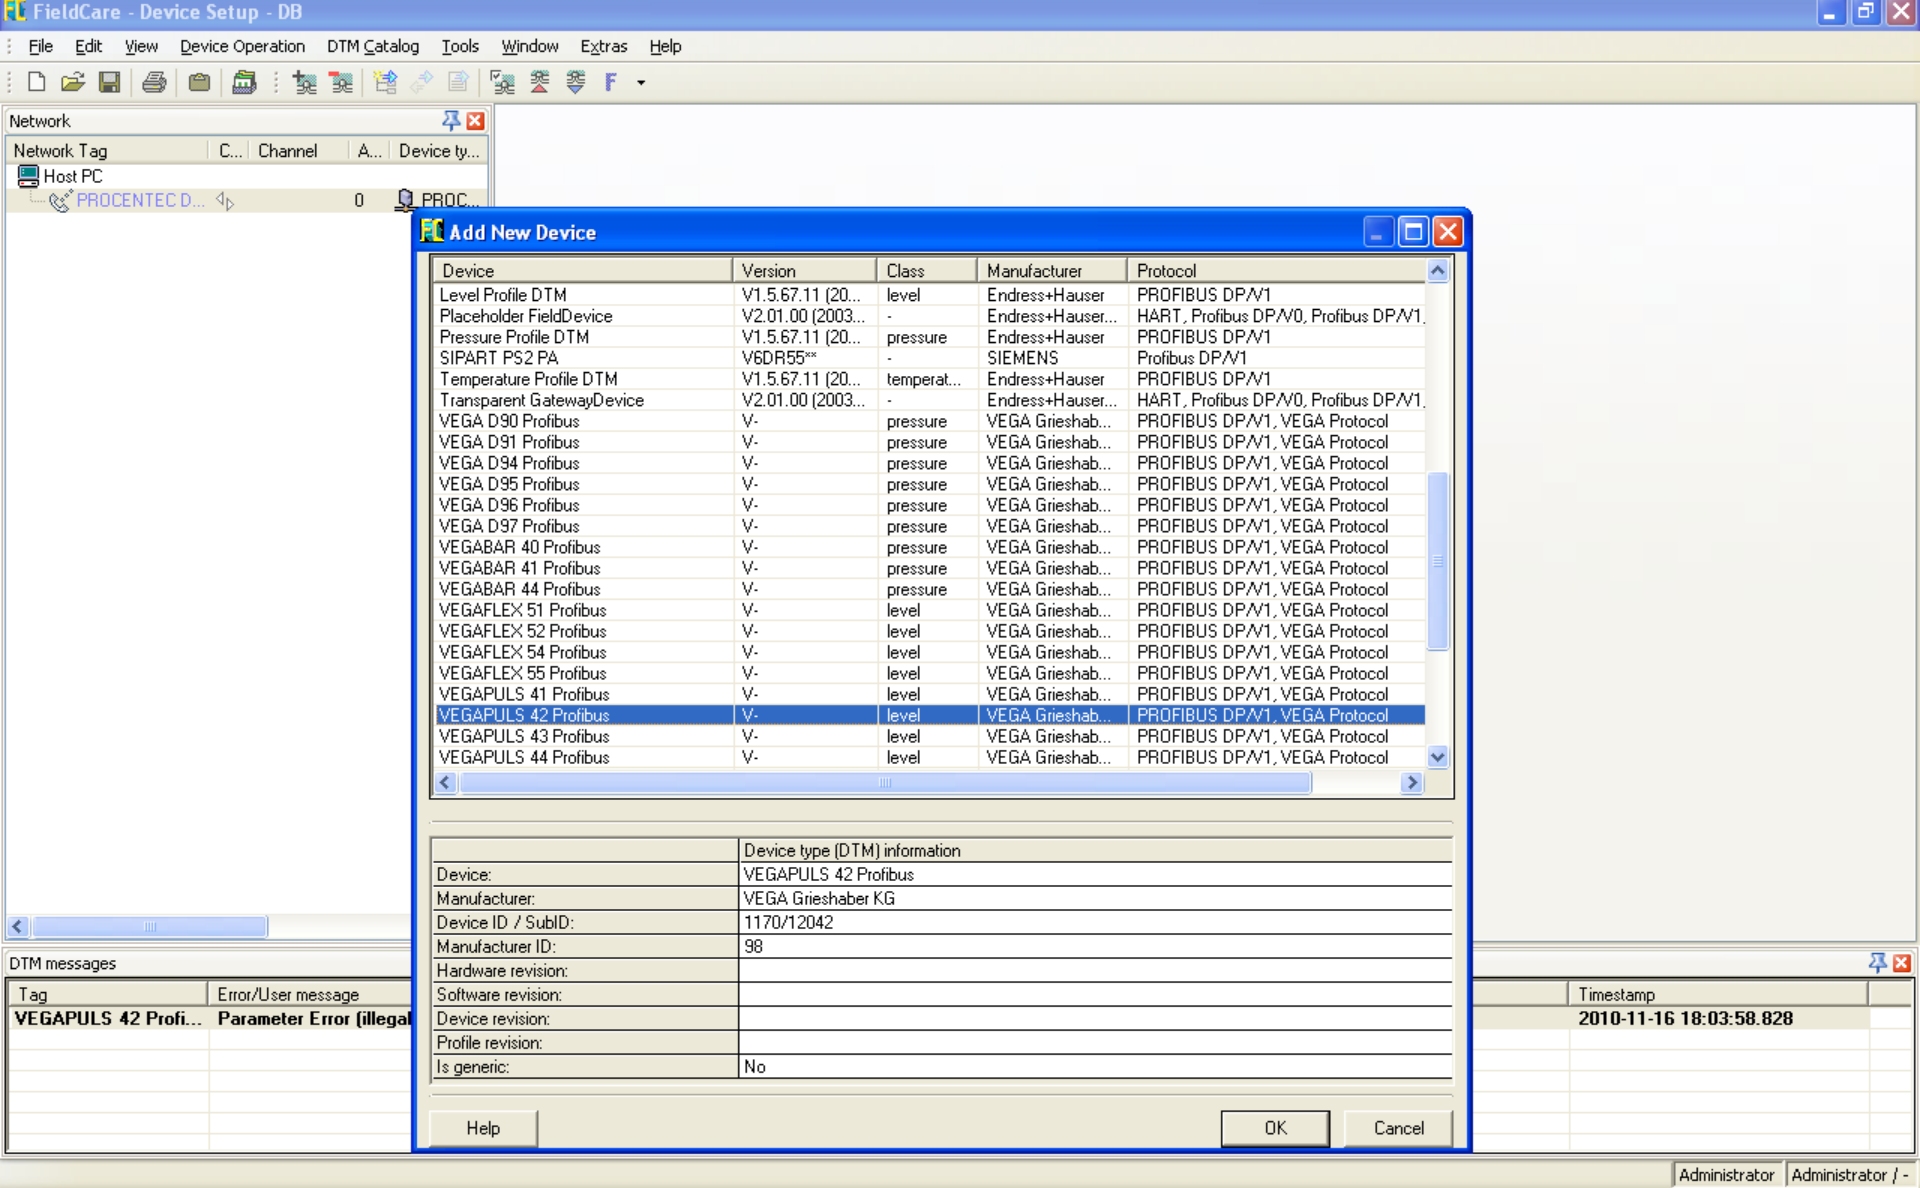 FieldCare - Device Setup - DB
File Edit View Device Operation DTM Catalog Tools Window Extras Help
F
Network
Network Tag C... Channel A... Device ty...
Host PC
PROCENTEC D... 0 PROC...
Add New Device
Device Version Class Manufacturer Protocol
Level Profile DTM V1.5.67.11 (20... level Endress+Hauser PROFIBUS DP/V1
Placeholder FieldDevice V2.01.00 (2003... - Endress+Hauser... HART, Profibus DP/V0, Profibus DP/V1,
Pressure Profile DTM V1.5.67.11 (20... pressure Endress+Hauser PROFIBUS DP/V1
SIPART PS2 PA V6DR55** - SIEMENS Profibus DP/V1
Temperature Profile DTM V1.5.67.11 (20... temperat... Endress+Hauser PROFIBUS DP/V1
Transparent GatewayDevice V2.01.00 (2003... - Endress+Hauser... HART, Profibus DP/V0, Profibus DP/V1,
VEGA D90 Profibus V- pressure VEGA Grieshab... PROFIBUS DP/V1, VEGA Protocol
VEGA D91 Profibus V- pressure VEGA Grieshab... PROFIBUS DP/V1, VEGA Protocol
VEGA D94 Profibus V- pressure VEGA Grieshab... PROFIBUS DP/V1, VEGA Protocol
VEGA D95 Profibus V- pressure VEGA Grieshab... PROFIBUS DP/V1, VEGA Protocol
VEGA D96 Profibus V- pressure VEGA Grieshab... PROFIBUS DP/V1, VEGA Protocol
VEGA D97 Profibus V- pressure VEGA Grieshab... PROFIBUS DP/V1, VEGA Protocol
VEGABAR 40 Profibus V- pressure VEGA Grieshab... PROFIBUS DP/V1, VEGA Protocol
VEGABAR 41 Profibus V- pressure VEGA Grieshab... PROFIBUS DP/V1, VEGA Protocol
VEGABAR 44 Profibus V- pressure VEGA Grieshab... PROFIBUS DP/V1, VEGA Protocol
VEGAFLEX 51 Profibus V- level VEGA Grieshab... PROFIBUS DP/V1, VEGA Protocol
VEGAFLEX 52 Profibus V- level VEGA Grieshab... PROFIBUS DP/V1, VEGA Protocol
VEGAFLEX 54 Profibus V- level VEGA Grieshab... PROFIBUS DP/V1, VEGA Protocol
VEGAFLEX 55 Profibus V- level VEGA Grieshab... PROFIBUS DP/V1, VEGA Protocol
VEGAPULS 41 Profibus V- level VEGA Grieshab... PROFIBUS DP/V1, VEGA Protocol
VEGAPULS 42 Profibus V- level VEGA Grieshab... PROFIBUS DP/V1, VEGA Protocol
VEGAPULS 43 Profibus V- level VEGA Grieshab... PROFIBUS DP/V1, VEGA Protocol
VEGAPULS 44 Profibus V- level VEGA Grieshab... PROFIBUS DP/V1, VEGA Protocol
Device type (DTM) information
Device: VEGAPULS 42 Profibus
Manufacturer: VEGA Grieshaber KG
Device ID / SubID: 1170/12042
Manufacturer ID: 98
Hardware revision:
Software revision:
Device revision:
Profile revision:
Is generic: No
Help OK Cancel
DTM messages
Tag Error/User message Timestamp
VEGAPULS 42 Profi... Parameter Error (illegal 2010-11-16 18:03:58.828
Administrator Administrator / -